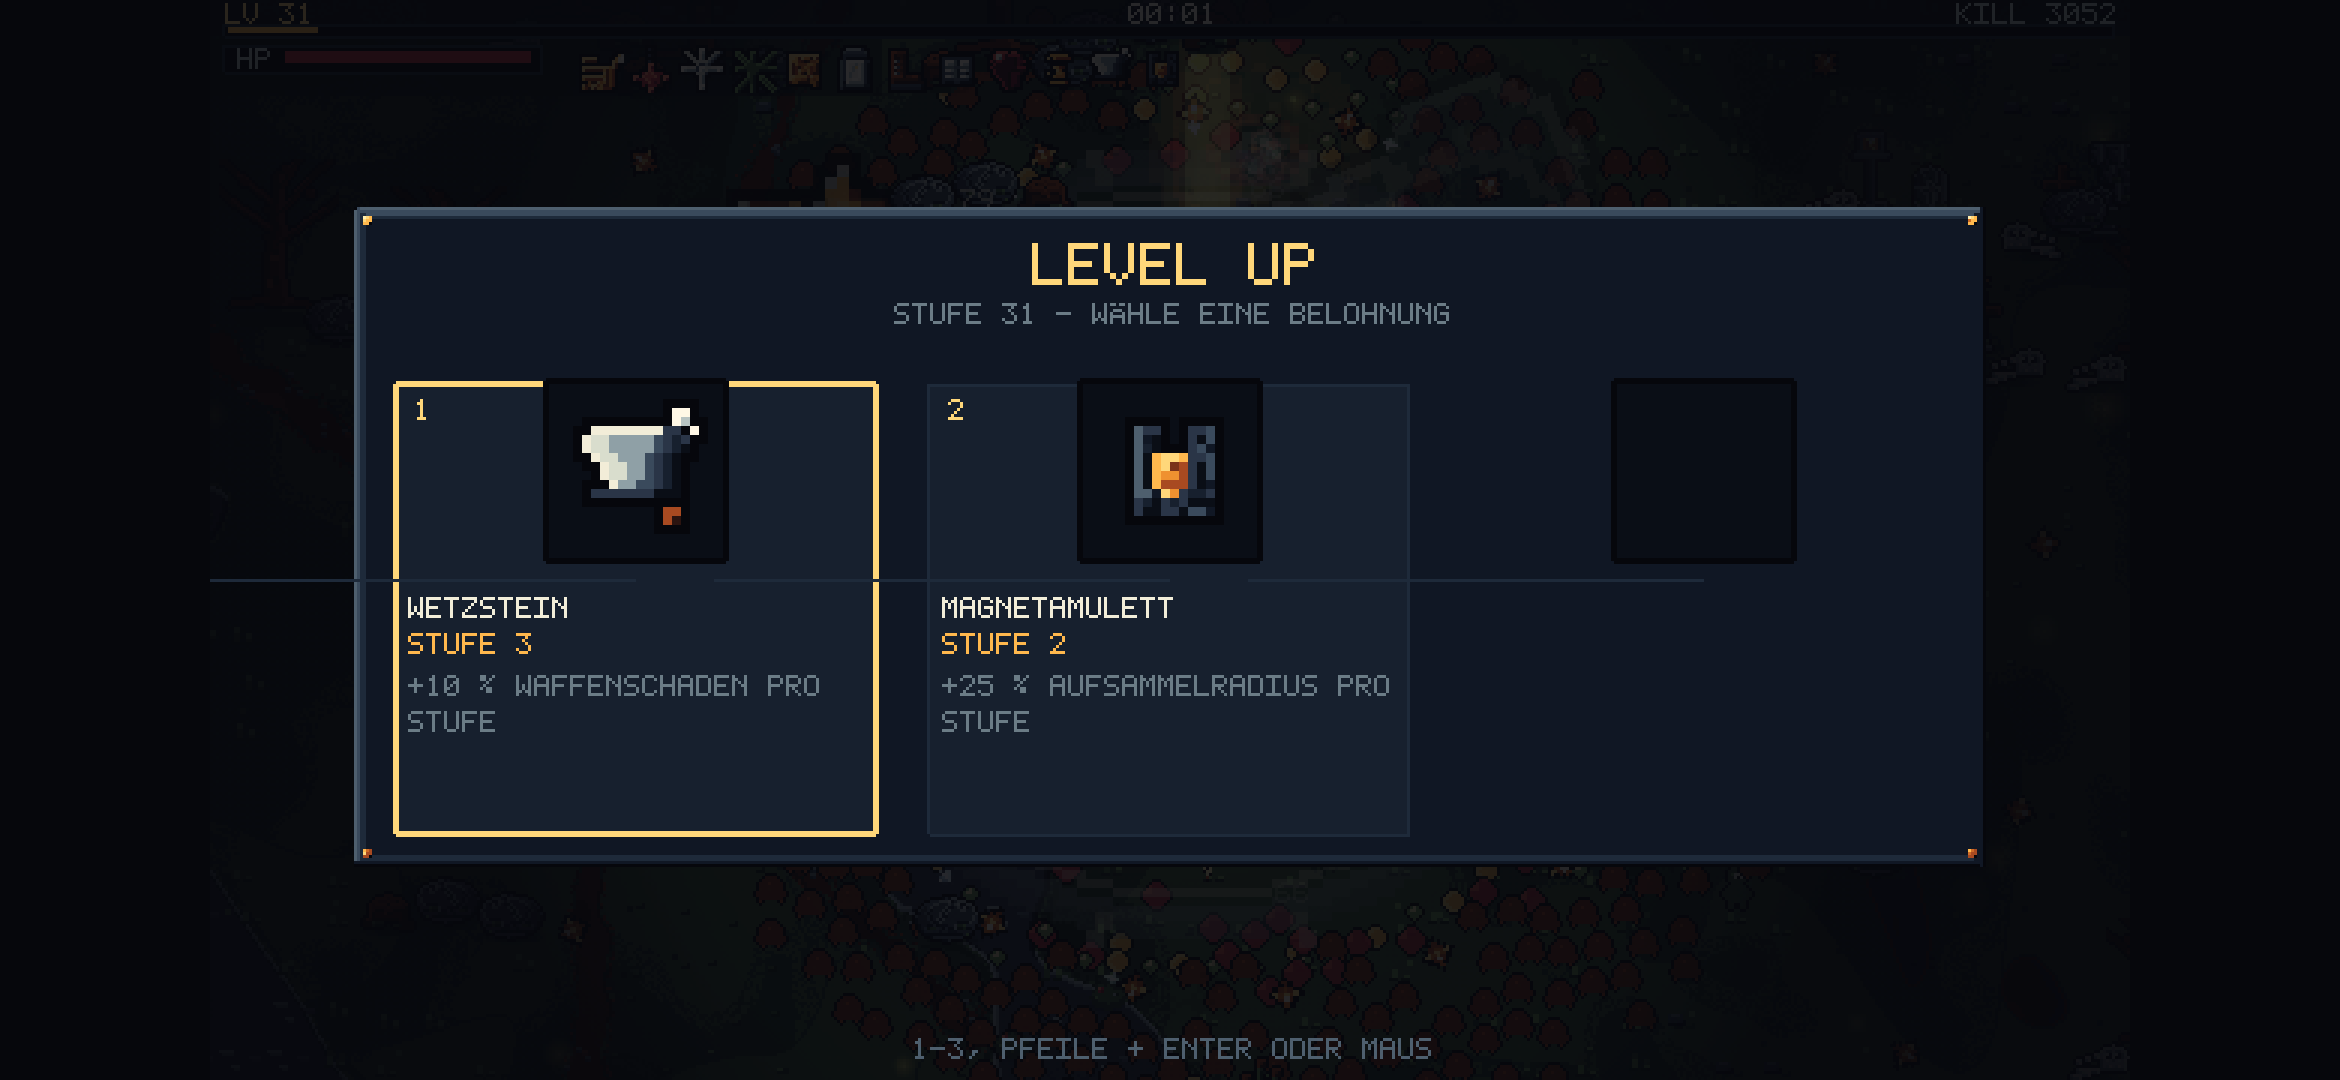 LV 31
00:01
KILL 3052
HP
LEVEL UP
STUFE 31 - WäHLE EINE BELOHNUNG
1
2
WETZSTEIN
STUFE 3
+10 % WAFFENSCHADEN PRO
STUFE
MAGNETAMULETT
STUFE 2
+25 % AUFSAMMELRADIUS PRO
STUFE
1-3, PFEILE + ENTER ODER MAUS